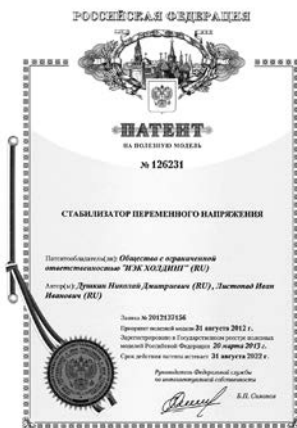 РОССИЙСКАЯ ФЕДЕРАЦИЯ
ПАТЕНТ
НА ПОЛЕЗНУЮ МОДЕЛЬ
№ 126231
СТАБИЛИЗАТОР ПЕРЕМЕННОГО НАПРЯЖЕНИЯ
Патентообладатель(ли): Общество с ограниченной
ответственностью "ИЭК ХОЛДИНГ" (RU)
Автор(ы): Душкин Николай Дмитриевич (RU), Листопад Иван
Иванович (RU)
Заявка № 2012137156
Приоритет полезной модели 31 августа 2012 г.
Зарегистрировано в Государственном реестре полезных
моделей Российской Федерации 20 марта 2013 г.
Срок действия патента истекает 31 августа 2022 г.
Руководитель Федеральной службы
по интеллектуальной собственности
Б.П. Симонов